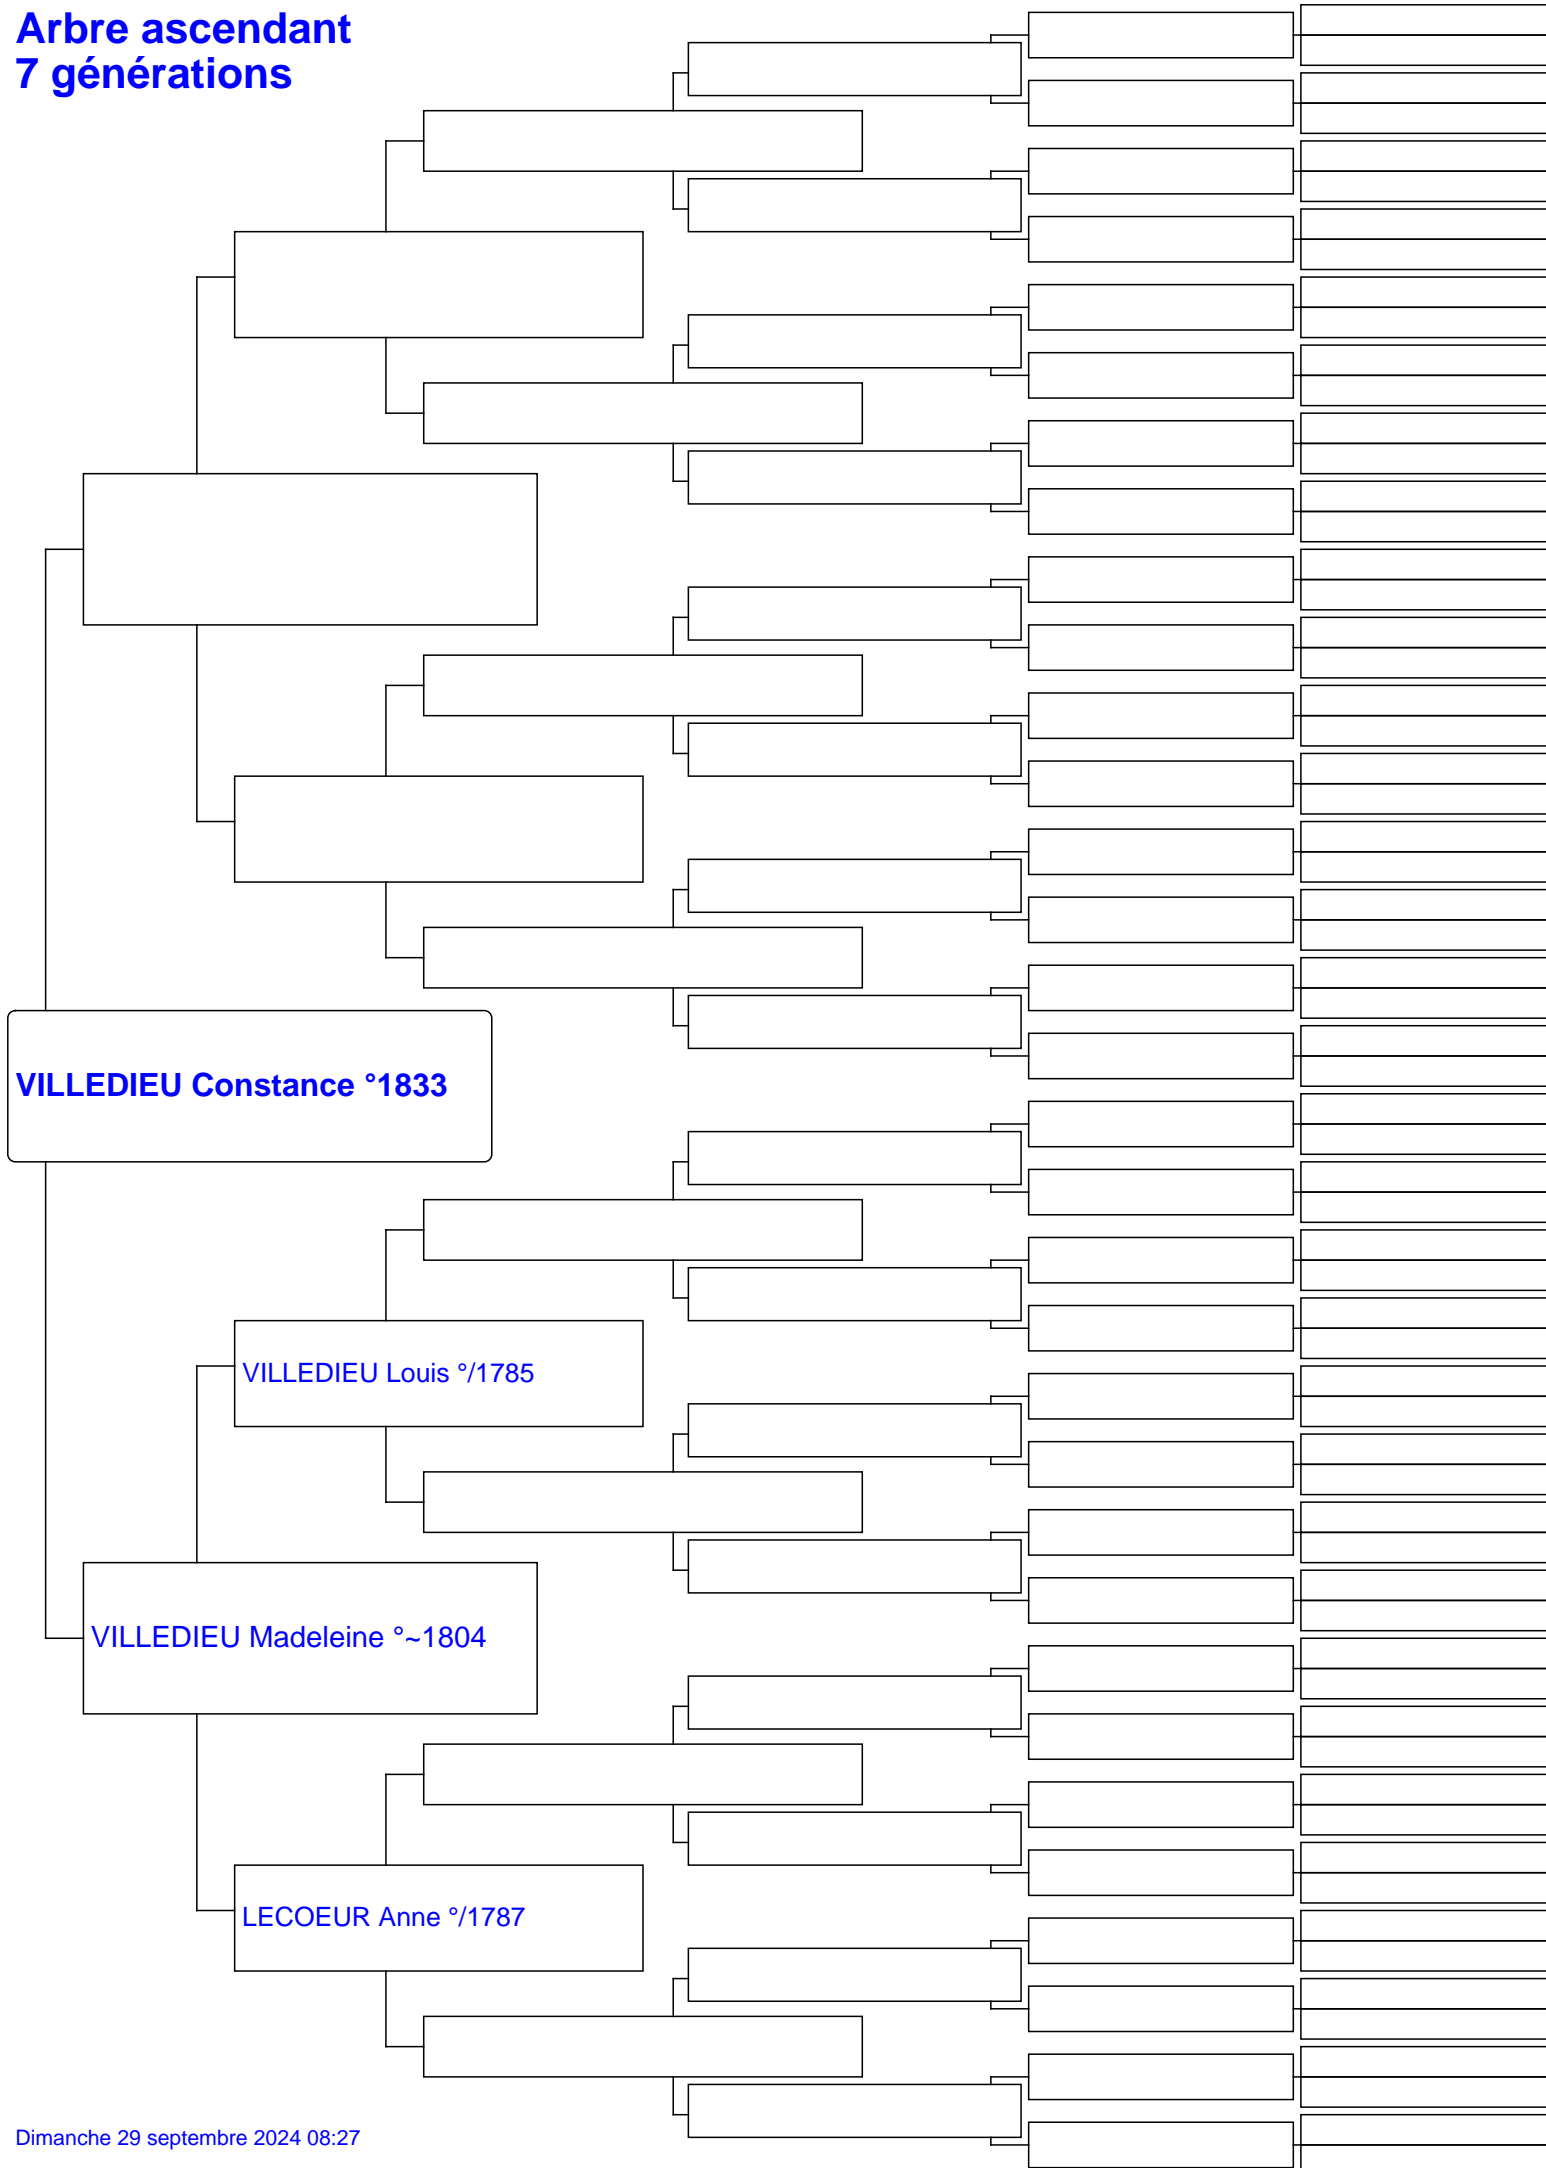 Arbre ascendant
7 générations
VILLEDIEU Constance °1833
VILLEDIEU Louis °/1785
VILLEDIEU Madeleine °~1804
LECOEUR Anne °/1787
Dimanche 29 septembre 2024 08:27